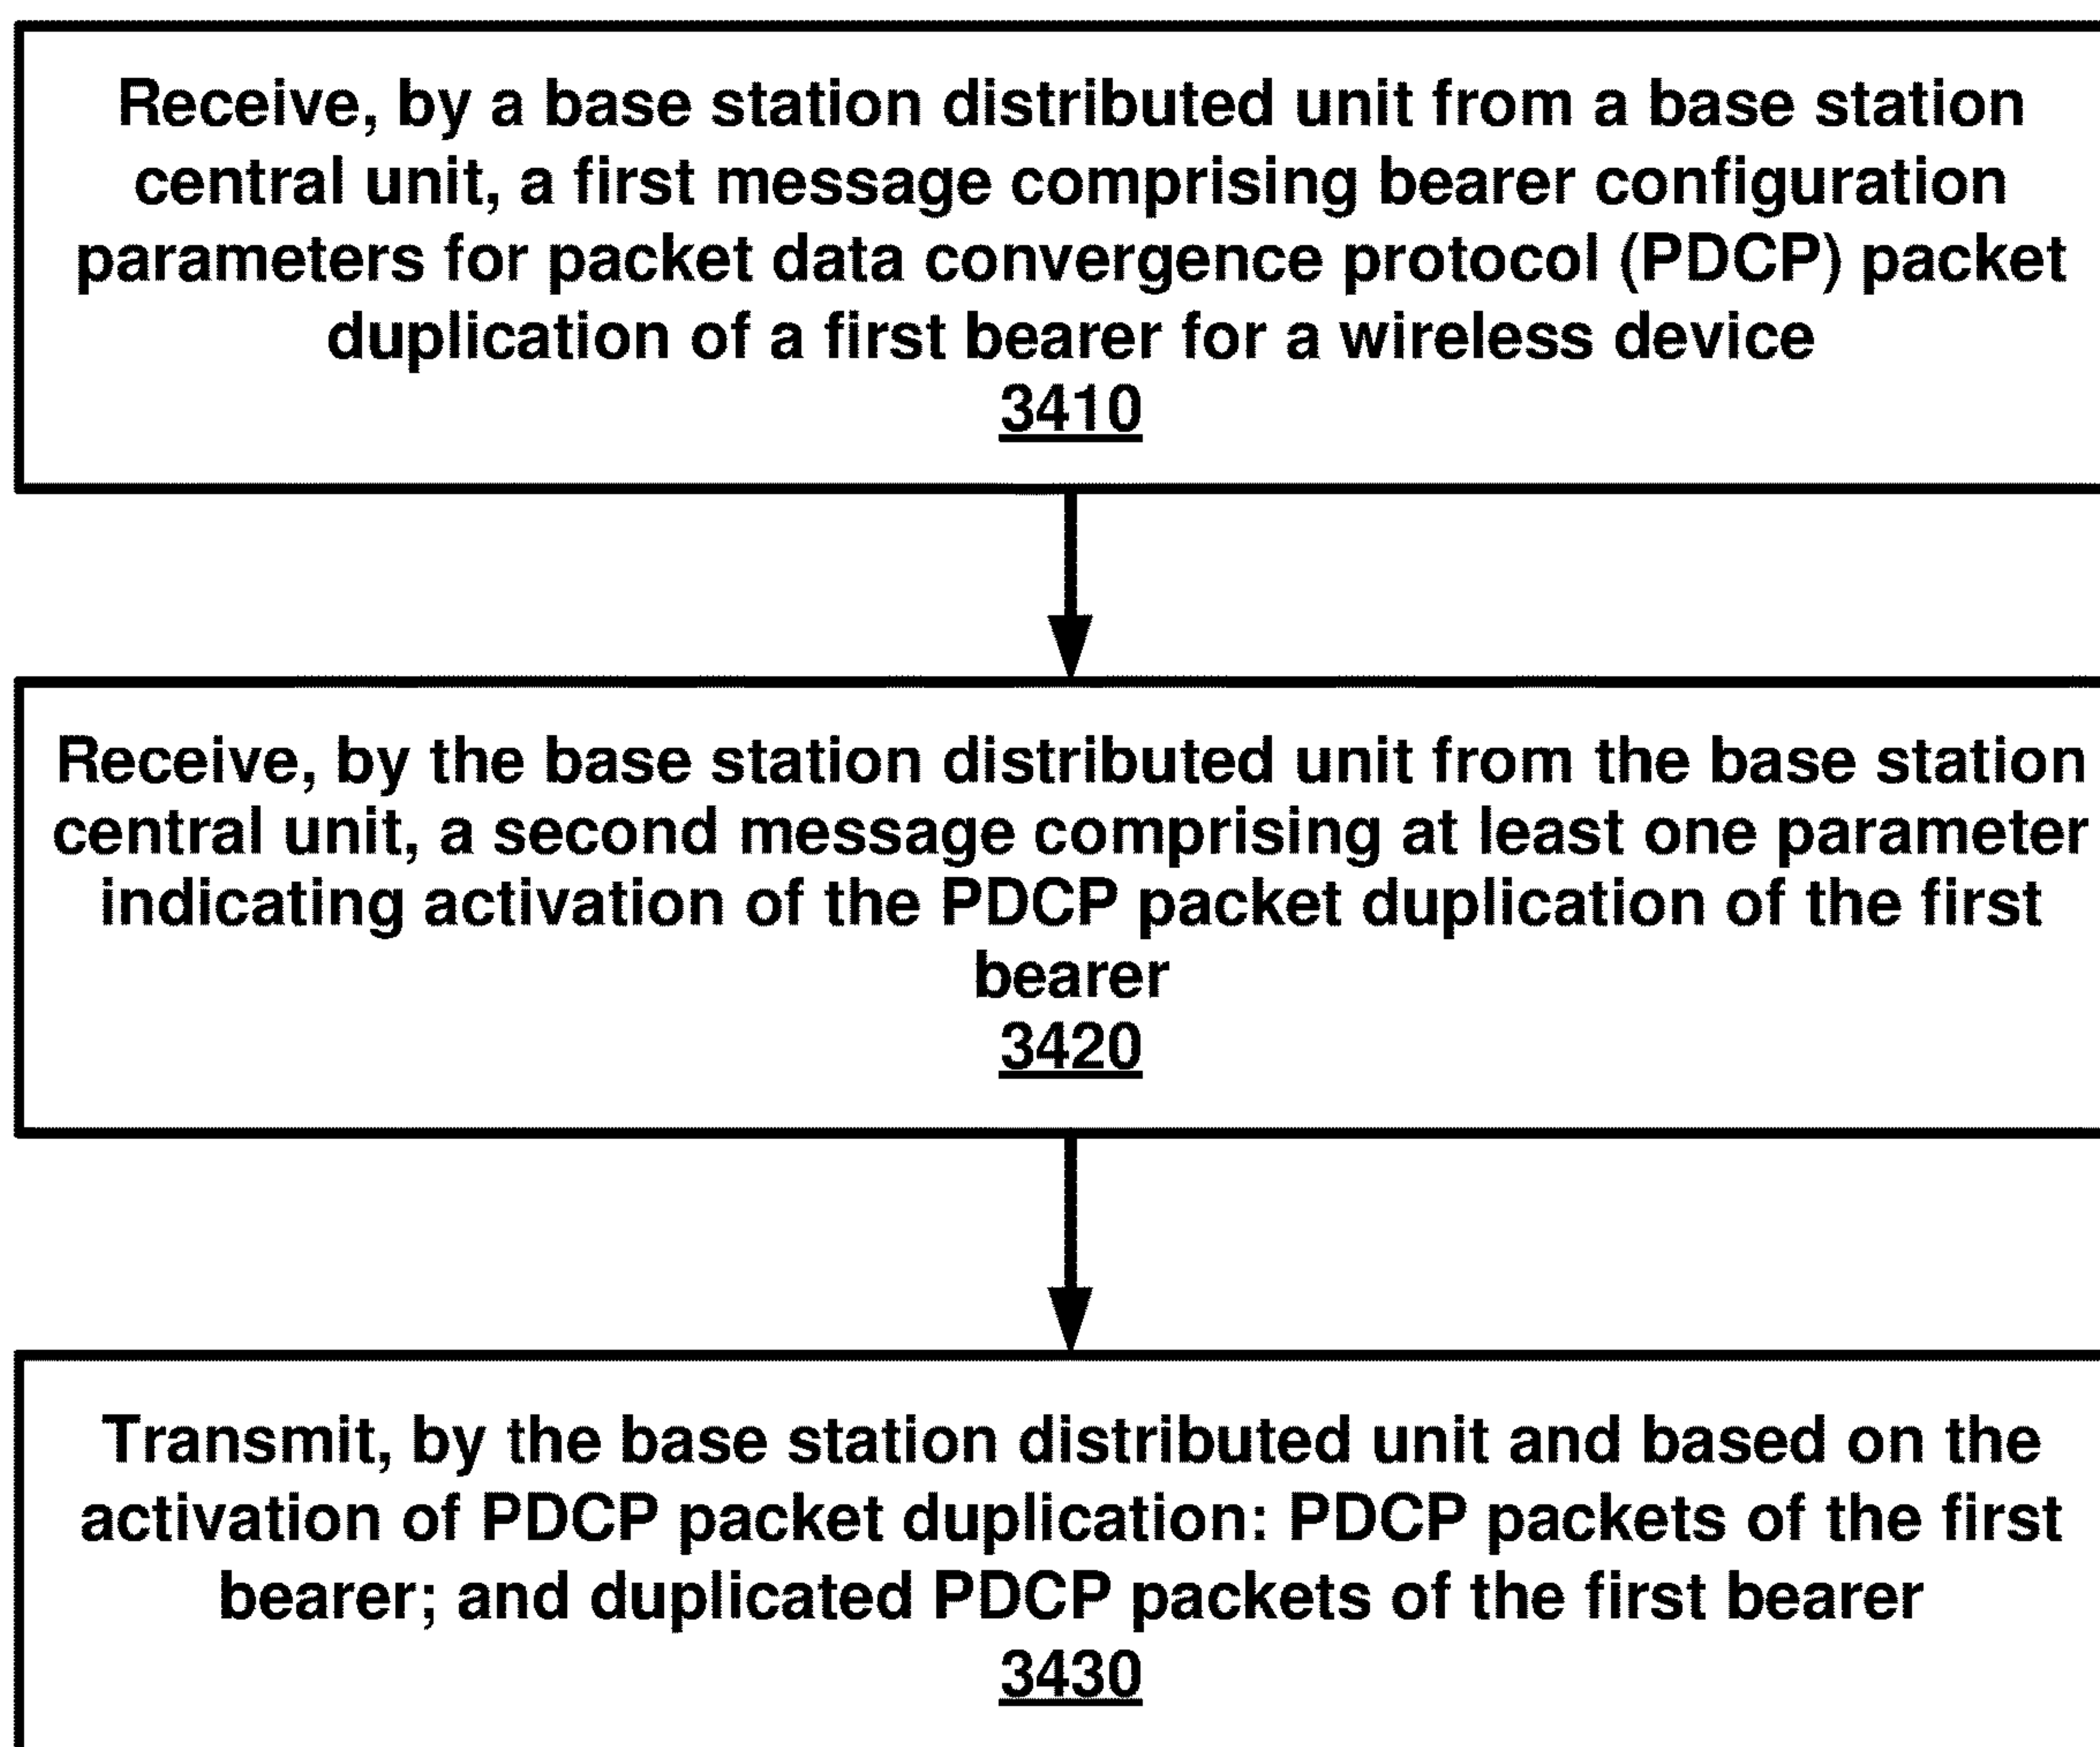 Receive, by a base station distributed unit from a base station
central unit, a first message comprising bearer configuration
parameters for packet data convergence protocol (PDCP) packet
duplication of a first bearer for a wireless device
3410
Receive, by the base station distributed unit from the base station
central unit, a second message comprising at least one parameter
indicating activation of the PDCP packet duplication of the first
bearer
3420
Transmit, by the base station distributed unit and based on the
activation of PDCP packet duplication: PDCP packets of the first
bearer; and duplicated PDCP packets of the first bearer
3430